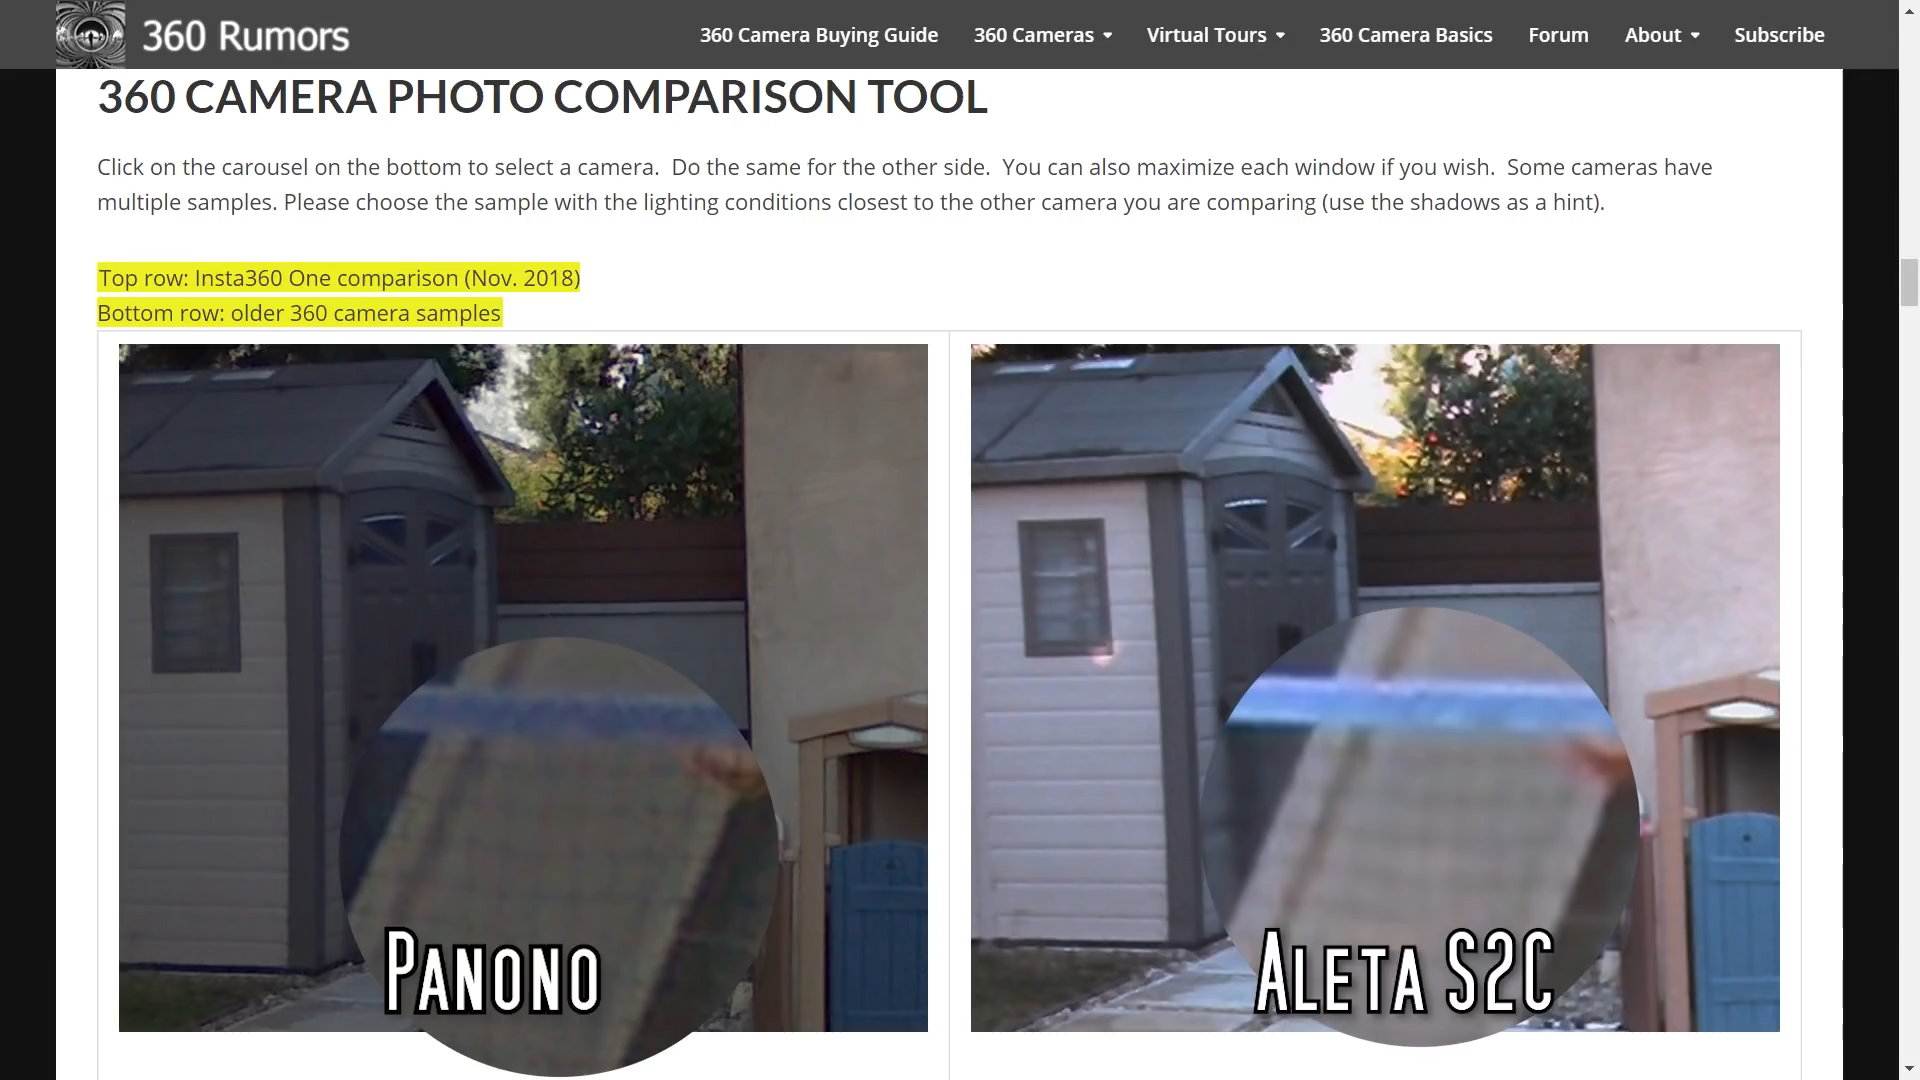 360 Rumors
360 Camera Buying Guide 360 Cameras Virtual Tours 360 Camera Basics Forum About Subscribe
360 CAMERA PHOTO COMPARISON TOOL
Click on the carousel on the bottom to select a camera. Do the same for the other side. You can also maximize each window if you wish. Some cameras have
multiple samples. Please choose the sample with the lighting conditions closest to the other camera you are comparing (use the shadows as a hint).
Top row: Insta360 One comparison (Nov. 2018)
Bottom row: older 360 camera samples
PANONO
ALETA S2C